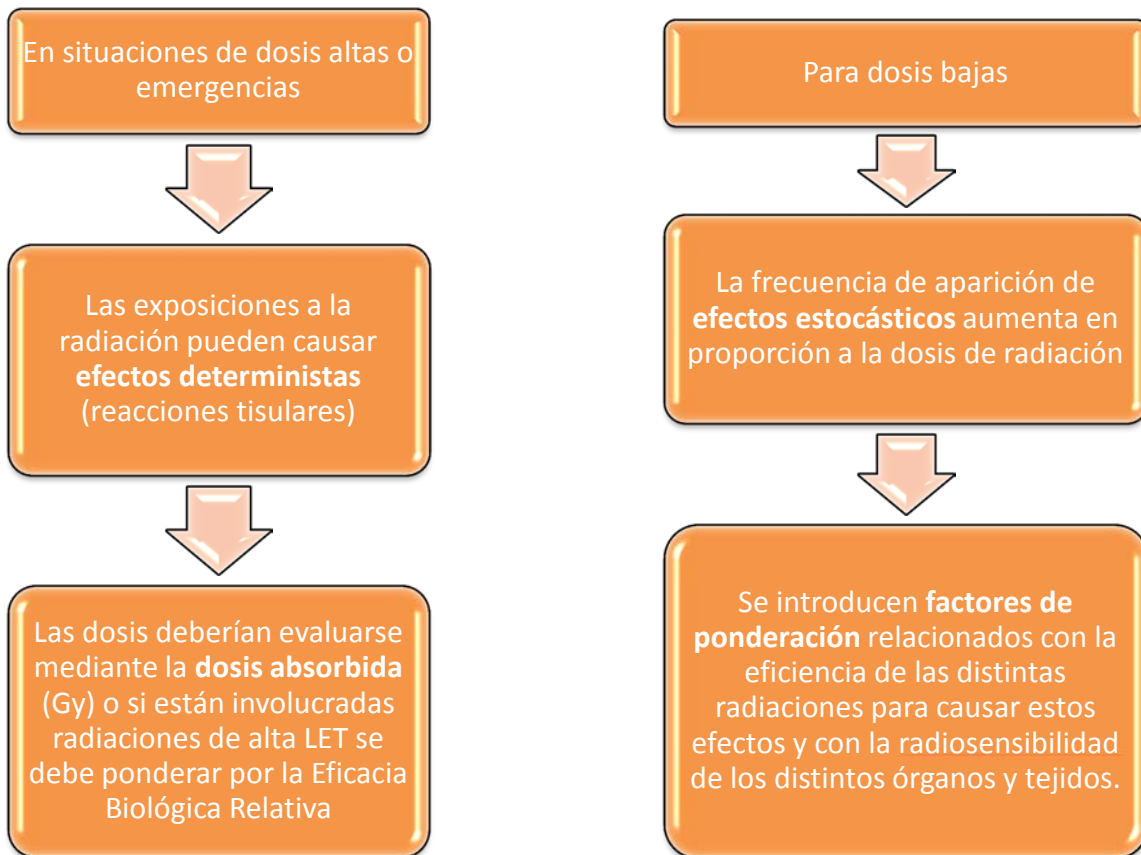 En situaciones de dosis altas o
emergencias
Las exposiciones a la
radiación pueden causar
efectos deterministas
(reacciones tisulares)
Las dosis deberían evaluarse
mediante la dosis absorbida
(Gy) o si están involucradas
radiaciones de alta LET se
debe ponderar por la Eficacia
Biológica Relativa
Para dosis bajas
La frecuencia de aparición de
efectos estocásticos aumenta en
proporción a la dosis de radiación
Se introducen factores de
ponderación relacionados con la
eficiencia de las distintas
radiaciones para causar estos
efectos y con la radiosensibilidad
de los distintos órganos y tejidos.